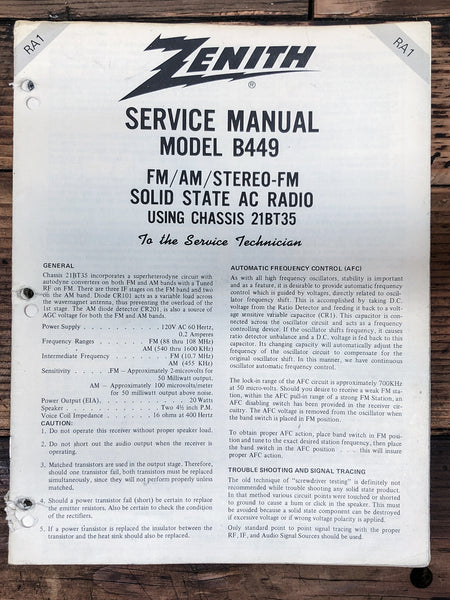 RA1
RA1
ZENITH
®
SERVICE MANUAL
MODEL B449
FM/AM/STEREO-FM
SOLID STATE AC RADIO
USING CHASSIS 21BT35
To the Service Technician
GENERAL
Chassis 21BT35 incorporates a superheterodyne circuit with
autodyne converters on both FM and AM bands with a Tuned
RF on FM. There are three IF stages on the FM band and two
on the AM band. Diode CR101 acts as a variable load across
the wavemagnet antenna, thus preventing the overload of the
1st stage. The AM diode detector CR201, is also a source of
AGC voltage for both the FM and AM bands.
Power Supply . . . . . . . . . . . . . . . 120V AC 60 Hertz,
0.2 Amperes
Frequency Ranges . . . . . . . . . FM (88 thru 108 MHz)
AM (540 thru 1600 KHz)
Intermediate Frequency . . . . . . . . . FM (10.7 MHz)
AM (455 KHz)
Sensitivity . . . . . . . . FM — Approximately 2-microvolts for
50 Milliwatt output.
AM — Approximately 100 microvolts/meter
for 50 milliwatt output above noise.
Power Output (EIA) . . . . . . . . . . . . . . . 20 Watts
Speaker . . . . . . . . . . . . . . . Two 4½ inch P.M.
Voice Coil Impedance . . . . . . . . . 16 ohms at 400 Hertz
CAUTION:
1. Do not operate this receiver without proper speaker load.
2. Do not short out the audio output when the receiver is
operating.
3. Matched transistors are used in the output stage. Therefore,
should one transistor fail, both transistors must be replaced
simultaneously, since they will not perform properly unless
matched.
4. Should a power transistor fail (short) be certain to replace
the emitter resistors. Also be certain to check the condition
of the rectifiers.
5. If a power transistor is replaced the insulator between the
transistor and the heat sink should also be replaced.
AUTOMATIC FREQUENCY CONTROL (AFC)
As with all high frequency oscillators, stability is important
and as a feature, it is desirable to provide automatic frequency
control which is guided by voltages, directly related to oscil-
lator frequency shift. This is accomplished by taking D.C.
voltage from the Ratio Detector and feeding it back to a volt-
age sensitive variable capacitor (CR1). This capacitor is con-
nected across the oscillator circuit and acts as a frequency
controlling device: If the oscillator drifts frequency, it causes
ratio detector unbalance and a D.C. voltage is fed back to this
capacitor. Its changing capacity will automatically adjust the
frequency of the oscillator circuit to compensate for the
original oscillator shift. In this manner, we have continuous
oscillator automatic frequency control.
The lock-in range of the AFC circuit is approximately 700KHz
at 50 micro-volts. Should you desire to receive a weak FM sta-
tion, within the AFC pull-in range of a strong FM Station, an
AFC disabling switch has been provided in the receiver cir-
cuitry. The AFC voltage is removed from the oscillator when
the band switch is placed in FM position.
To obtain proper AFC action, place band switch in FM posi-
tion and tune to the exact desired station frequency, then place
the band switch in the AFC position . . . this will insure
proper AFC action.
TROUBLE SHOOTING AND SIGNAL TRACING
The old technique of "screwdriver testing" is definitely not
recommended while trouble shooting any solid state product.
In that method various circuit points were touched or shorted
to ground to cause a hum or click in the speaker. This must
be avoided because a solid state component can be destroyed
if excessive voltage or if wrong voltage polarity is applied.
Only standard point to point signal tracing with the proper
RF, IF, and Audio Signal Sources should be used.